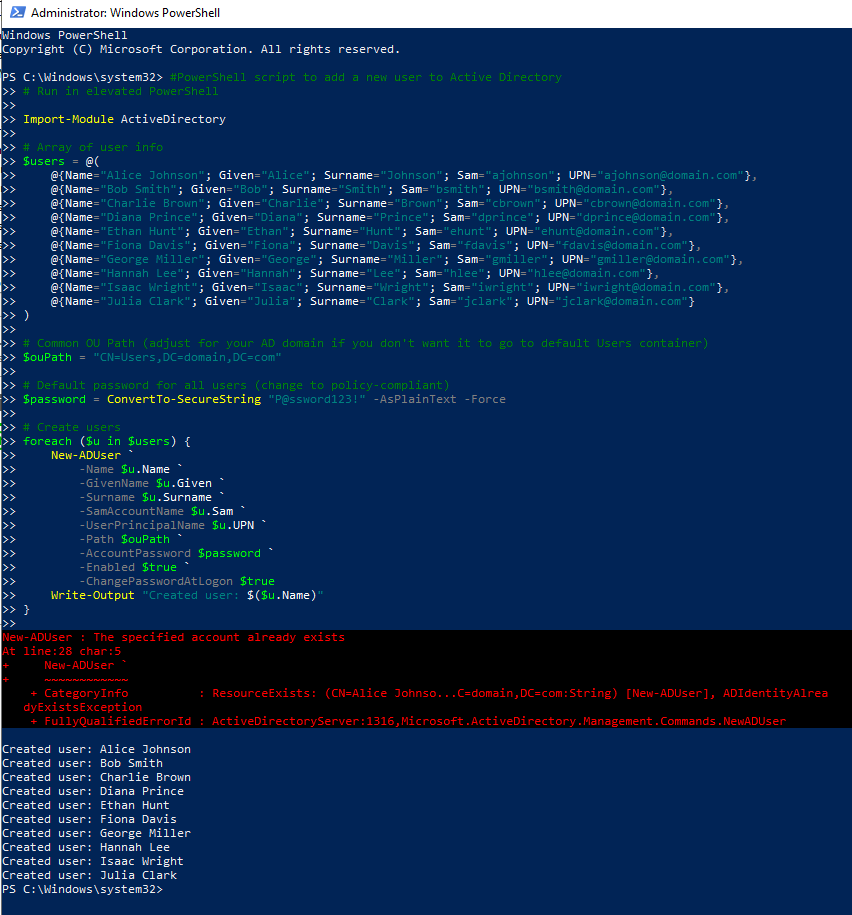 Administrator: Windows PowerShell
Windows PowerShell
Copyright (C) Microsoft Corporation. All rights reserved.
PS C:\Windows\system32> #PowerShell script to add a new user to Active Directory
>> # Run in elevated PowerShell
>>
>> Import-Module ActiveDirectory
>>
>> # Array of user info
>> $users = @(
>>     @{Name="Alice Johnson"; Given="Alice"; Surname="Johnson"; Sam="ajohnson"; UPN="ajohnson@domain.com"},
>>     @{Name="Bob Smith"; Given="Bob"; Surname="Smith"; Sam="bsmith"; UPN="bsmith@domain.com"},
>>     @{Name="Charlie Brown"; Given="Charlie"; Surname="Brown"; Sam="cbrown"; UPN="cbrown@domain.com"},
>>     @{Name="Diana Prince"; Given="Diana"; Surname="Prince"; Sam="dprince"; UPN="dprince@domain.com"},
>>     @{Name="Ethan Hunt"; Given="Ethan"; Surname="Hunt"; Sam="ehunt"; UPN="ehunt@domain.com"},
>>     @{Name="Fiona Davis"; Given="Fiona"; Surname="Davis"; Sam="fdavis"; UPN="fdavis@domain.com"},
>>     @{Name="George Miller"; Given="George"; Surname="Miller"; Sam="gmiller"; UPN="gmiller@domain.com"},
>>     @{Name="Hannah Lee"; Given="Hannah"; Surname="Lee"; Sam="hlee"; UPN="hlee@domain.com"},
>>     @{Name="Isaac Wright"; Given="Isaac"; Surname="Wright"; Sam="iwright"; UPN="iwright@domain.com"},
>>     @{Name="Julia Clark"; Given="Julia"; Surname="Clark"; Sam="jclark"; UPN="jclark@domain.com"}
>> )
>>
>> # Common OU Path (adjust for your AD domain if you don't want it to go to default Users container)
>> $ouPath = "CN=Users,DC=domain,DC=com"
>>
>> # Default password for all users (change to policy-compliant)
>> $password = ConvertTo-SecureString "P@ssword123!" -AsPlainText -Force
>>
>> # Create users
>> foreach ($u in $users) {
>>     New-ADUser `
>>         -Name $u.Name `
>>         -GivenName $u.Given `
>>         -Surname $u.Surname `
>>         -SamAccountName $u.Sam `
>>         -UserPrincipalName $u.UPN `
>>         -Path $ouPath `
>>         -AccountPassword $password `
>>         -Enabled $true `
>>         -ChangePasswordAtLogon $true
>>     Write-Output "Created user: $($u.Name)"
>> }
>>
New-ADUser : The specified account already exists
At line:28 char:5
+     New-ADUser `
+     ~~~~~~~~~~~~
    + CategoryInfo          : ResourceExists: (CN=Alice Johnso...C=domain,DC=com:String) [New-ADUser], ADIdentityAlrea
   dyExistsException
    + FullyQualifiedErrorId : ActiveDirectoryServer:1316,Microsoft.ActiveDirectory.Management.Commands.NewADUser
Created user: Alice Johnson
Created user: Bob Smith
Created user: Charlie Brown
Created user: Diana Prince
Created user: Ethan Hunt
Created user: Fiona Davis
Created user: George Miller
Created user: Hannah Lee
Created user: Isaac Wright
Created user: Julia Clark
PS C:\Windows\system32>